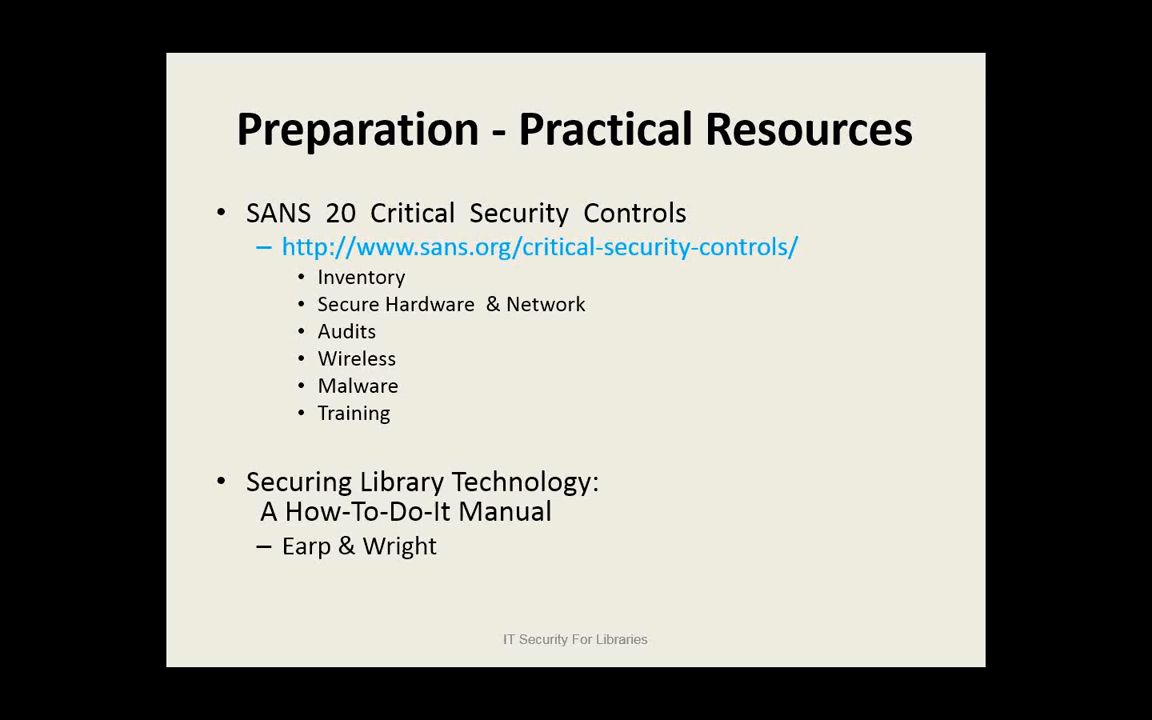 Preparation - Practical Resources
• SANS 20 Critical Security Controls
– http://www.sans.org/critical-security-controls/
• Inventory
• Secure Hardware & Network
• Audits
• Wireless
• Malware
• Training
• Securing Library Technology:
A How-To-Do-It Manual
– Earp & Wright
IT Security For Libraries